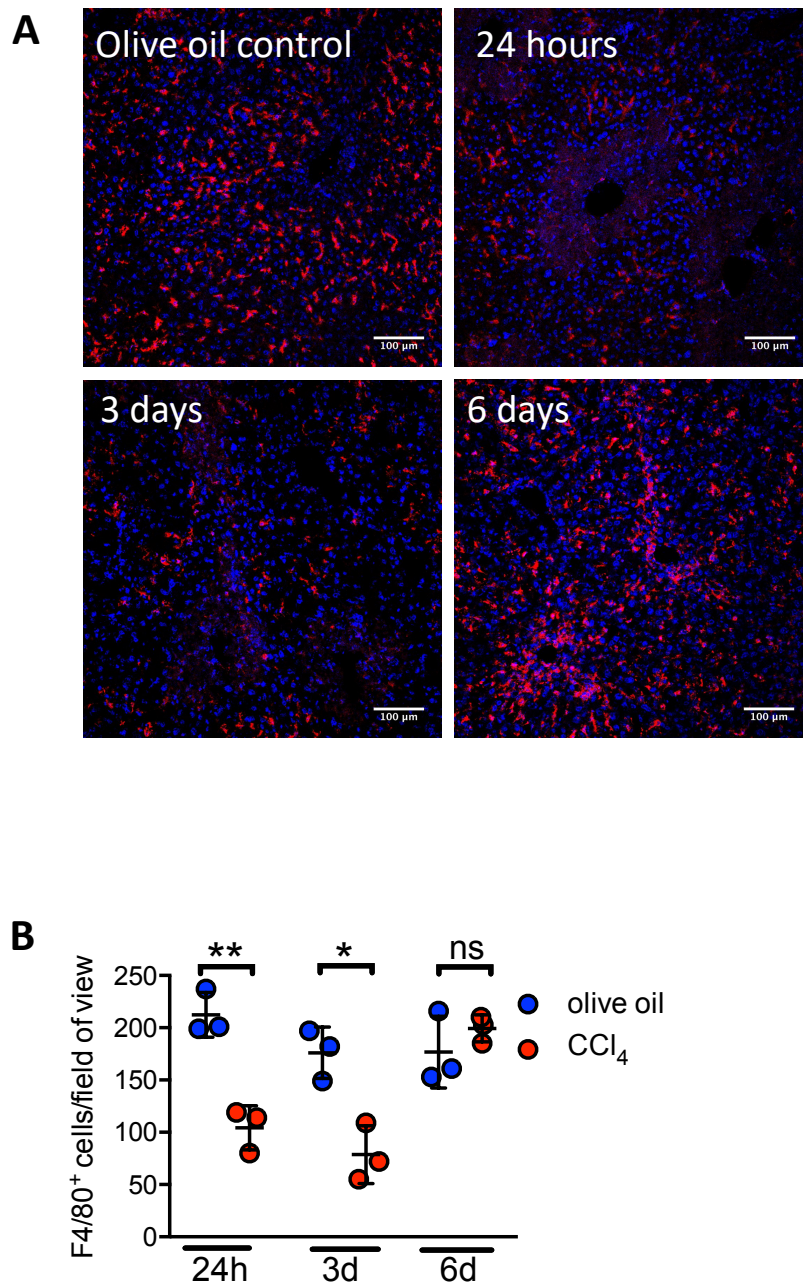 A
Olive oil control
24 hours
100 μm
100 μm
3 days
6 days
100 μm
100 μm
B
** * ns
F4/80⁺ cells/field of view
250
200
150
100
50
0
olive oil
CCl₄
24h 3d 6d